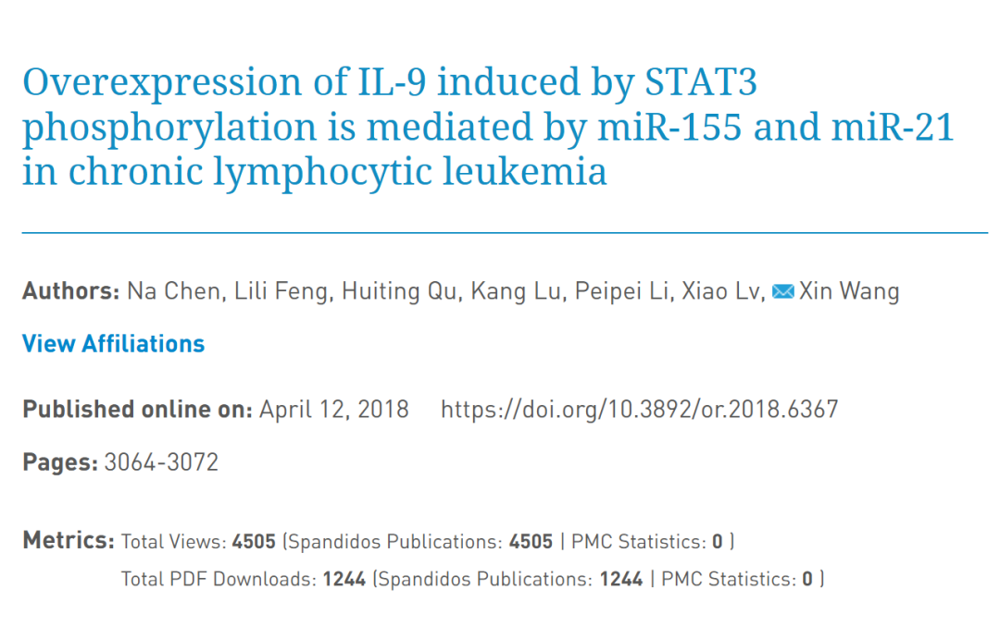 Overexpression of IL-9 induced by STAT3
phosphorylation is mediated by miR-155 and miR-21
in chronic lymphocytic leukemia
Authors: Na Chen, Lili Feng, Huiting Qu, Kang Lu, Peipei Li, Xiao Lv, Xin Wang
View Affiliations
Published online on: April 12, 2018 https://doi.org/10.3892/or.2018.6367
Pages: 3064-3072
Metrics: Total Views: 4505 (Spandidos Publications: 4505 | PMC Statistics: 0 )
Total PDF Downloads: 1244 (Spandidos Publications: 1244 | PMC Statistics: 0 )